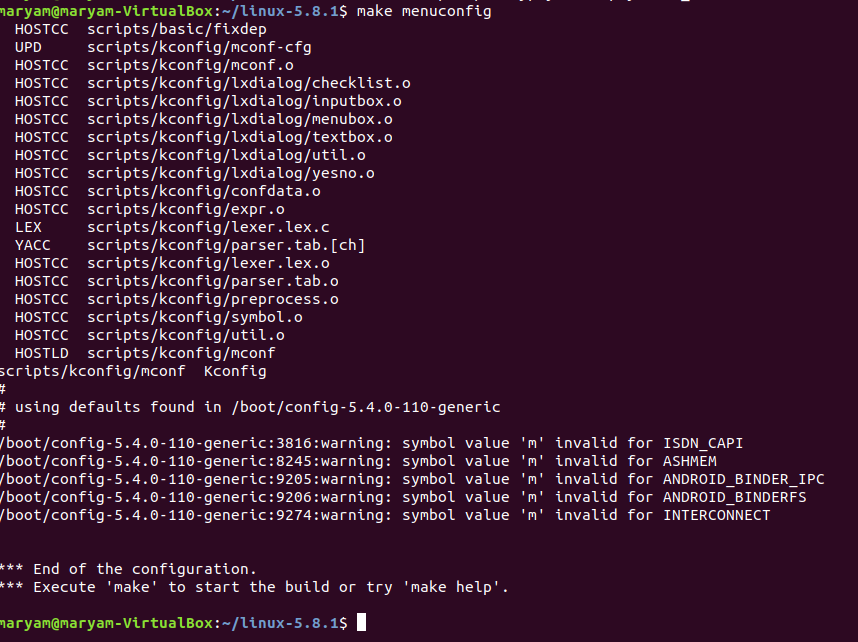 maryam@maryam-VirtualBox:~/linux-5.8.1$ make menuconfig
HOSTCC  scripts/basic/fixdep
UPD     scripts/kconfig/mconf-cfg
HOSTCC  scripts/kconfig/mconf.o
HOSTCC  scripts/kconfig/lxdialog/checklist.o
HOSTCC  scripts/kconfig/lxdialog/inputbox.o
HOSTCC  scripts/kconfig/lxdialog/menubox.o
HOSTCC  scripts/kconfig/lxdialog/textbox.o
HOSTCC  scripts/kconfig/lxdialog/util.o
HOSTCC  scripts/kconfig/lxdialog/yesno.o
HOSTCC  scripts/kconfig/confdata.o
HOSTCC  scripts/kconfig/expr.o
LEX     scripts/kconfig/lexer.lex.c
YACC    scripts/kconfig/parser.tab.[ch]
HOSTCC  scripts/kconfig/lexer.lex.o
HOSTCC  scripts/kconfig/parser.tab.o
HOSTCC  scripts/kconfig/preprocess.o
HOSTCC  scripts/kconfig/symbol.o
HOSTCC  scripts/kconfig/util.o
HOSTLD  scripts/kconfig/mconf
scripts/kconfig/mconf  Kconfig
#
# using defaults found in /boot/config-5.4.0-110-generic
#
/boot/config-5.4.0-110-generic:3816:warning: symbol value 'm' invalid for ISDN_CAPI
/boot/config-5.4.0-110-generic:8245:warning: symbol value 'm' invalid for ASHMEM
/boot/config-5.4.0-110-generic:9205:warning: symbol value 'm' invalid for ANDROID_BINDER_IPC
/boot/config-5.4.0-110-generic:9206:warning: symbol value 'm' invalid for ANDROID_BINDERFS
/boot/config-5.4.0-110-generic:9274:warning: symbol value 'm' invalid for INTERCONNECT
*** End of the configuration.
*** Execute 'make' to start the build or try 'make help'.
maryam@maryam-VirtualBox:~/linux-5.8.1$